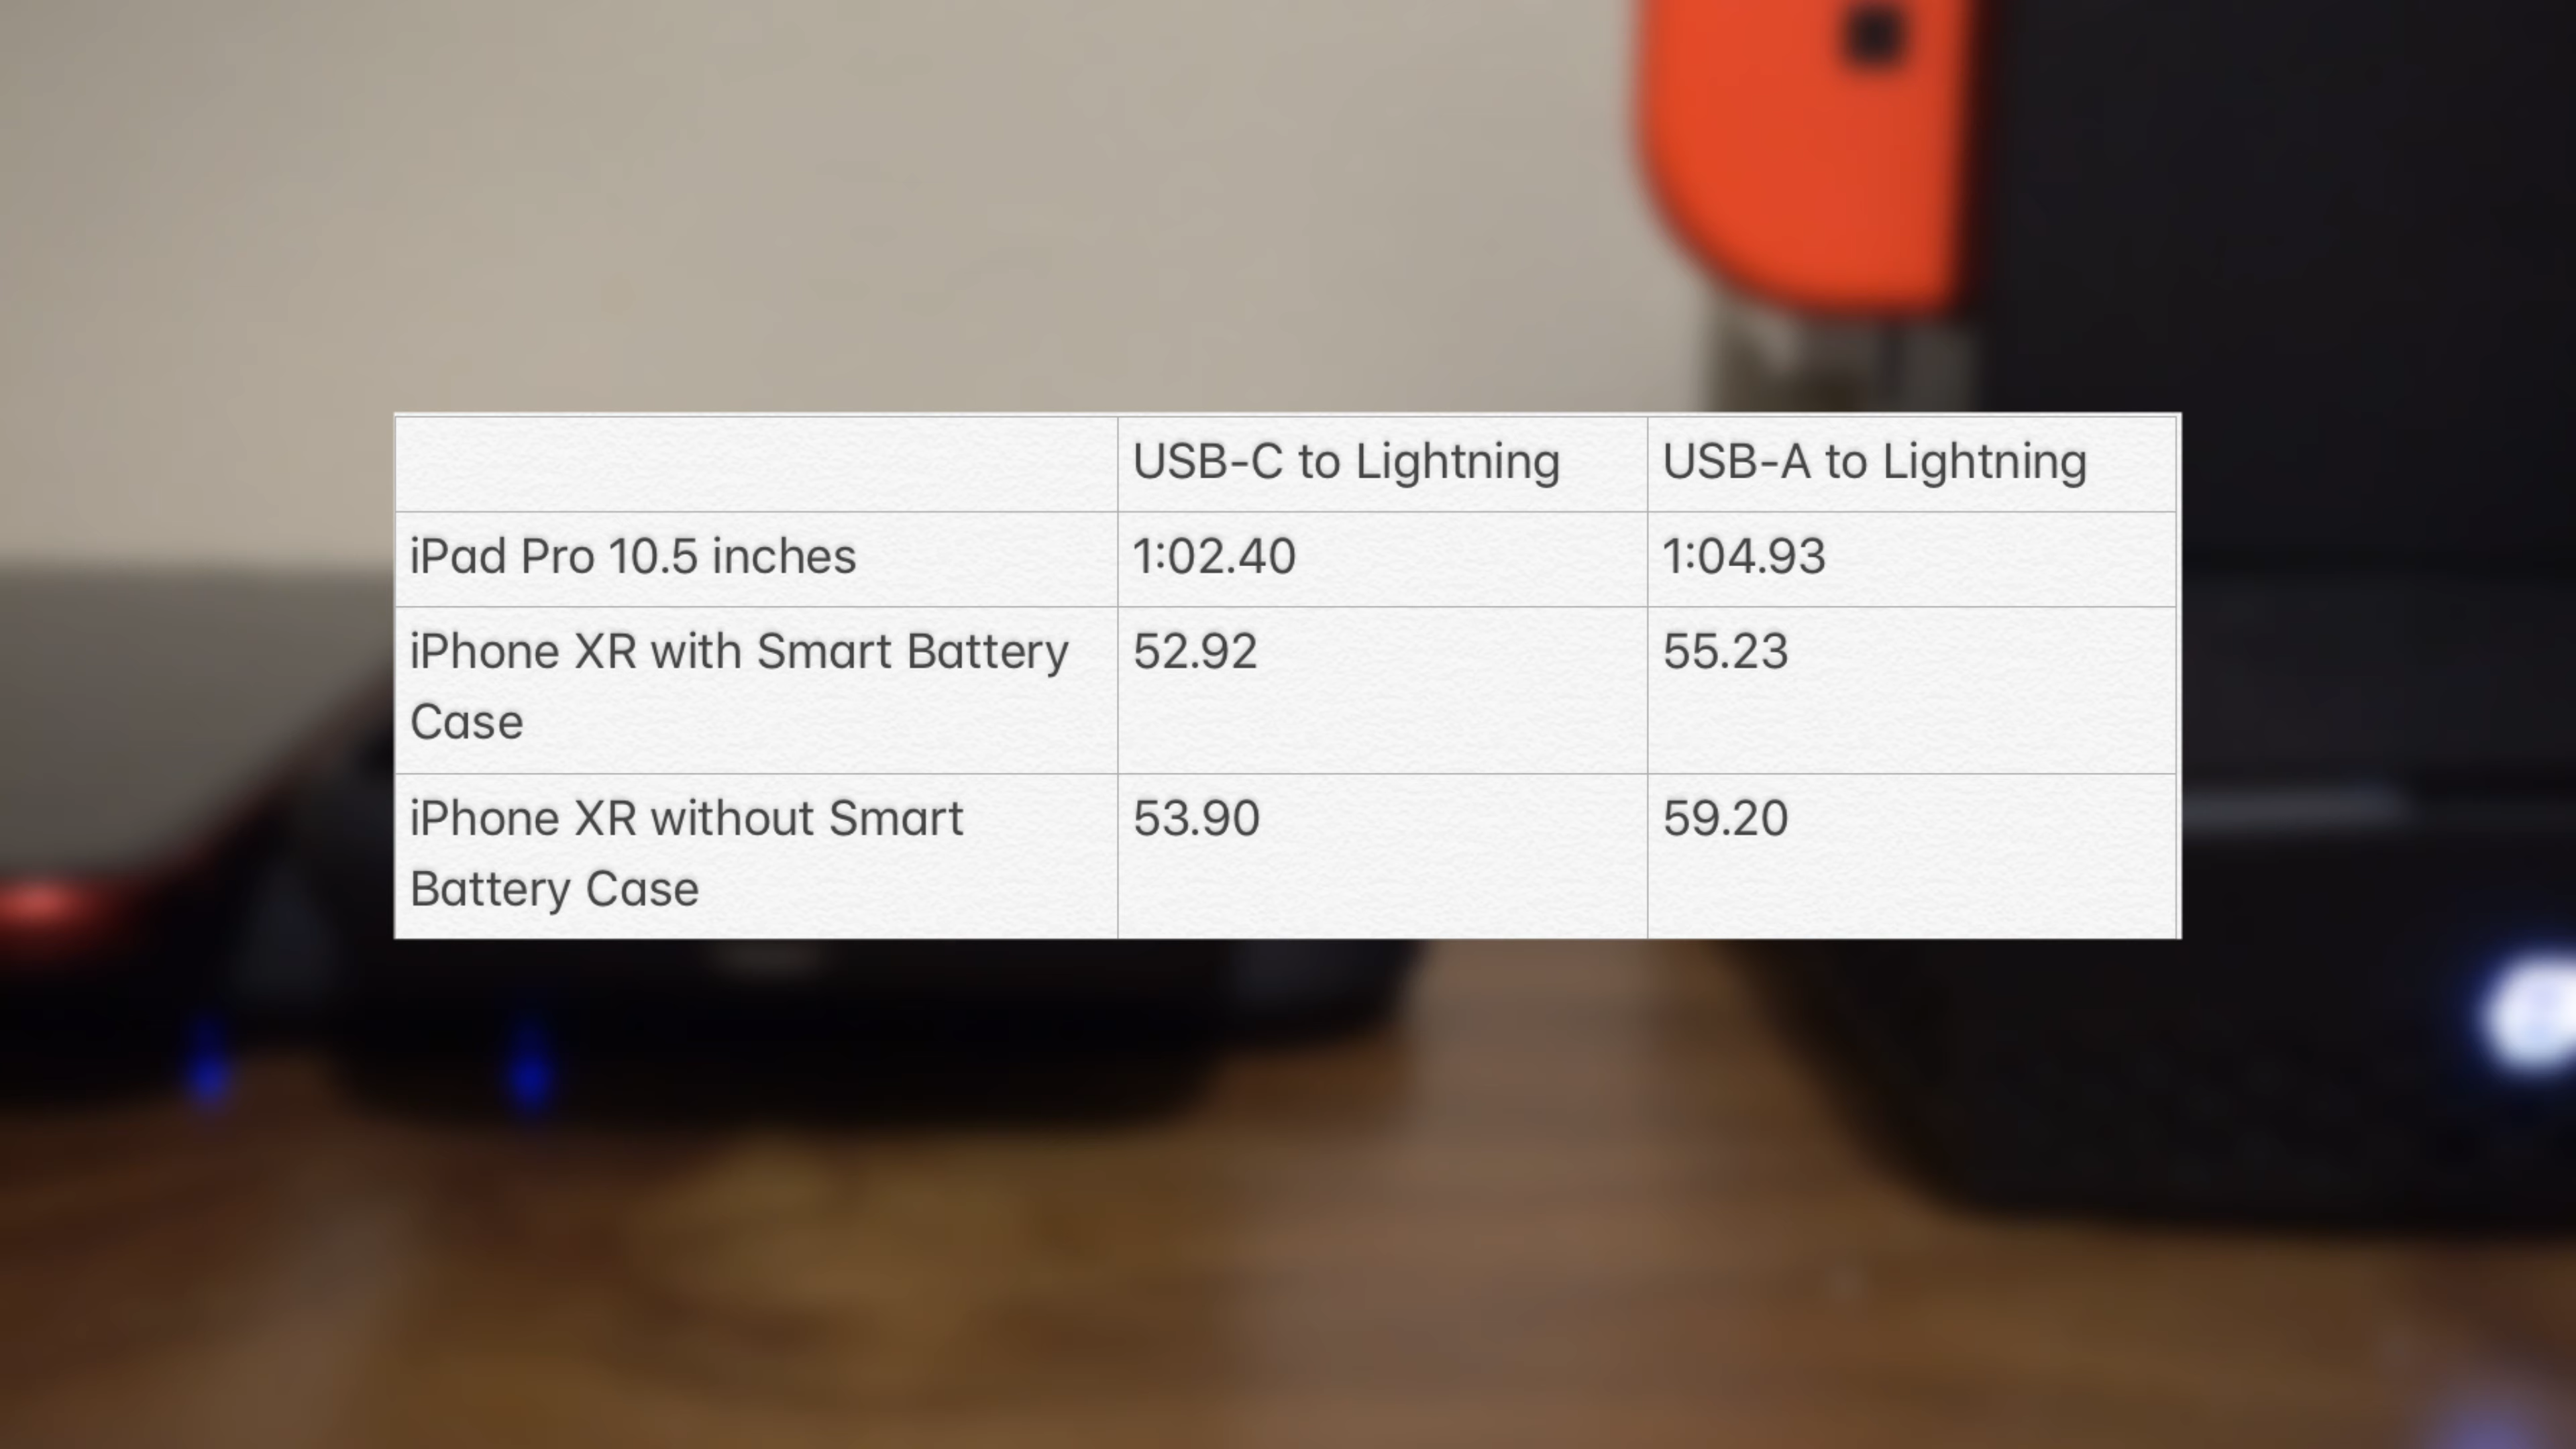 USB-C to Lightning USB-A to Lightning
iPad Pro 10.5 inches 1:02.40 1:04.93
iPhone XR with Smart Battery 52.92 55.23
Case
iPhone XR without Smart 53.90 59.20
Battery Case